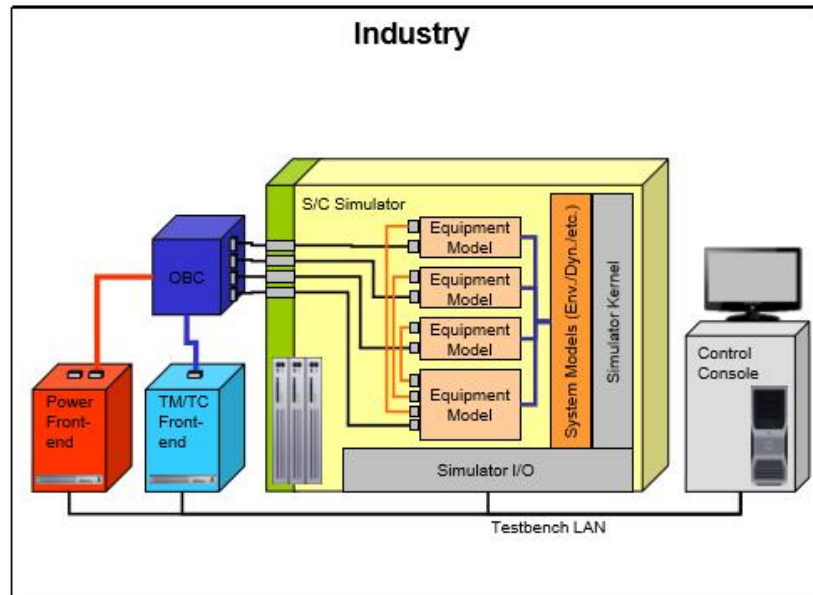 Industry
S/C Simulator
OBC
Equipment
Model
Equipment
Model
Equipment
Model
Equipment
Model
System Models (Env./Dyn./etc.)
Simulator Kernel
Control
Console
Power
Front-
end
TM/TC
Front-
end
Simulator I/O
Testbench LAN